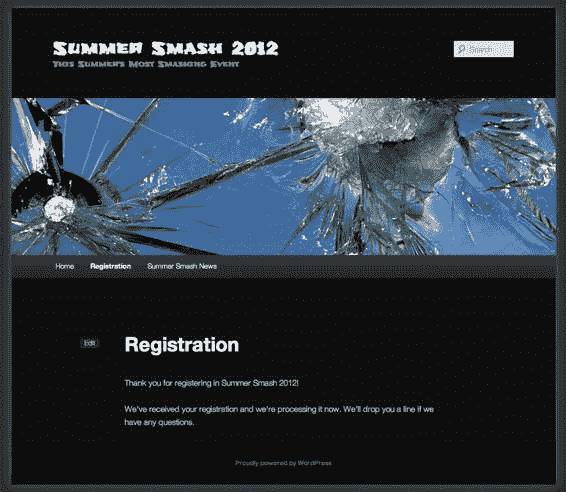 Summer Smash 2012
This Summer's Most Smashing Event
Search
Home Registration Summer Smash News
Edit
Registration
Thank you for registering in Summer Smash 2012!
We've received your registration and we're processing it now. We'll drop you a line if we
have any questions.
Proudly powered by WordPress